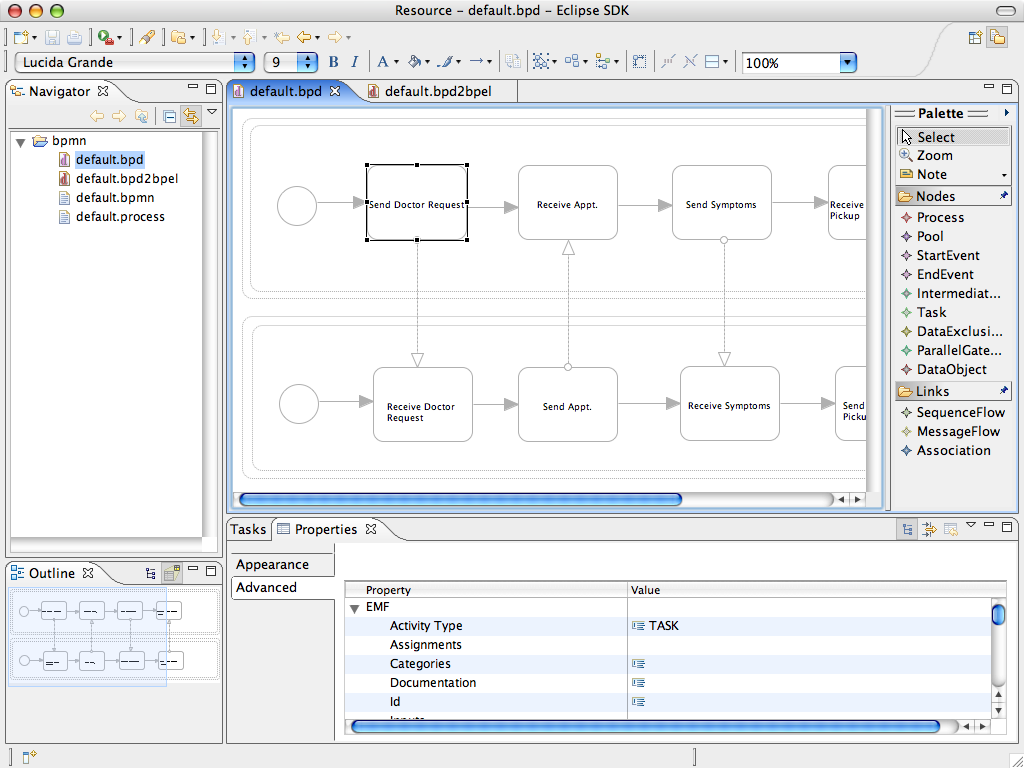 Resource – default.bpd – Eclipse SDK
Lucida Grande
9
B I
A
100%
Navigator
bpmn
default.bpd
default.bpd2bpel
default.bpmn
default.process
default.bpd
default.bpd2bpel
Send Doctor Request
Receive Appt.
Send Symptoms
Receive
Pickup
Receive Doctor
Request
Send Appt.
Receive Symptoms
Send
Picku
Palette
Select
Zoom
Note
Nodes
Process
Pool
StartEvent
EndEvent
Intermediat...
Task
DataExclusi...
ParallelGate...
DataObject
Links
SequenceFlow
MessageFlow
Association
Outline
Tasks
Properties
Appearance
Advanced
Property Value
EMF
Activity Type TASK
Assignments
Categories
Documentation
Id